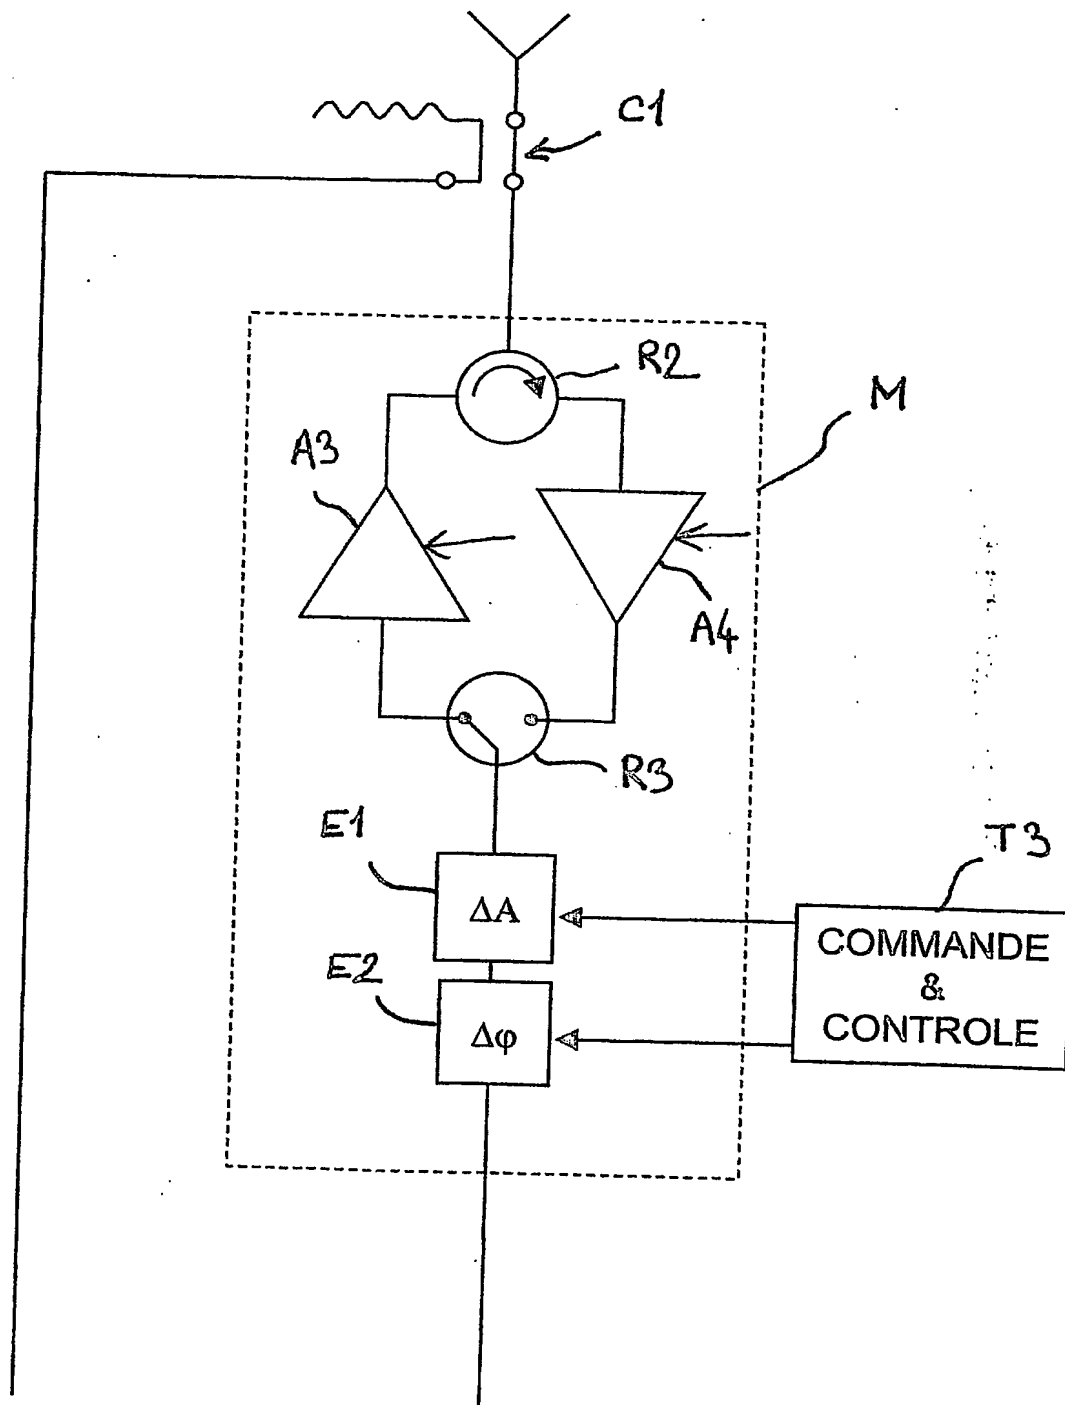 C1
R2
M
A3
A4
R3
E1
T3
ΔA
COMMANDE
&
CONTROLE
E2
Δφ